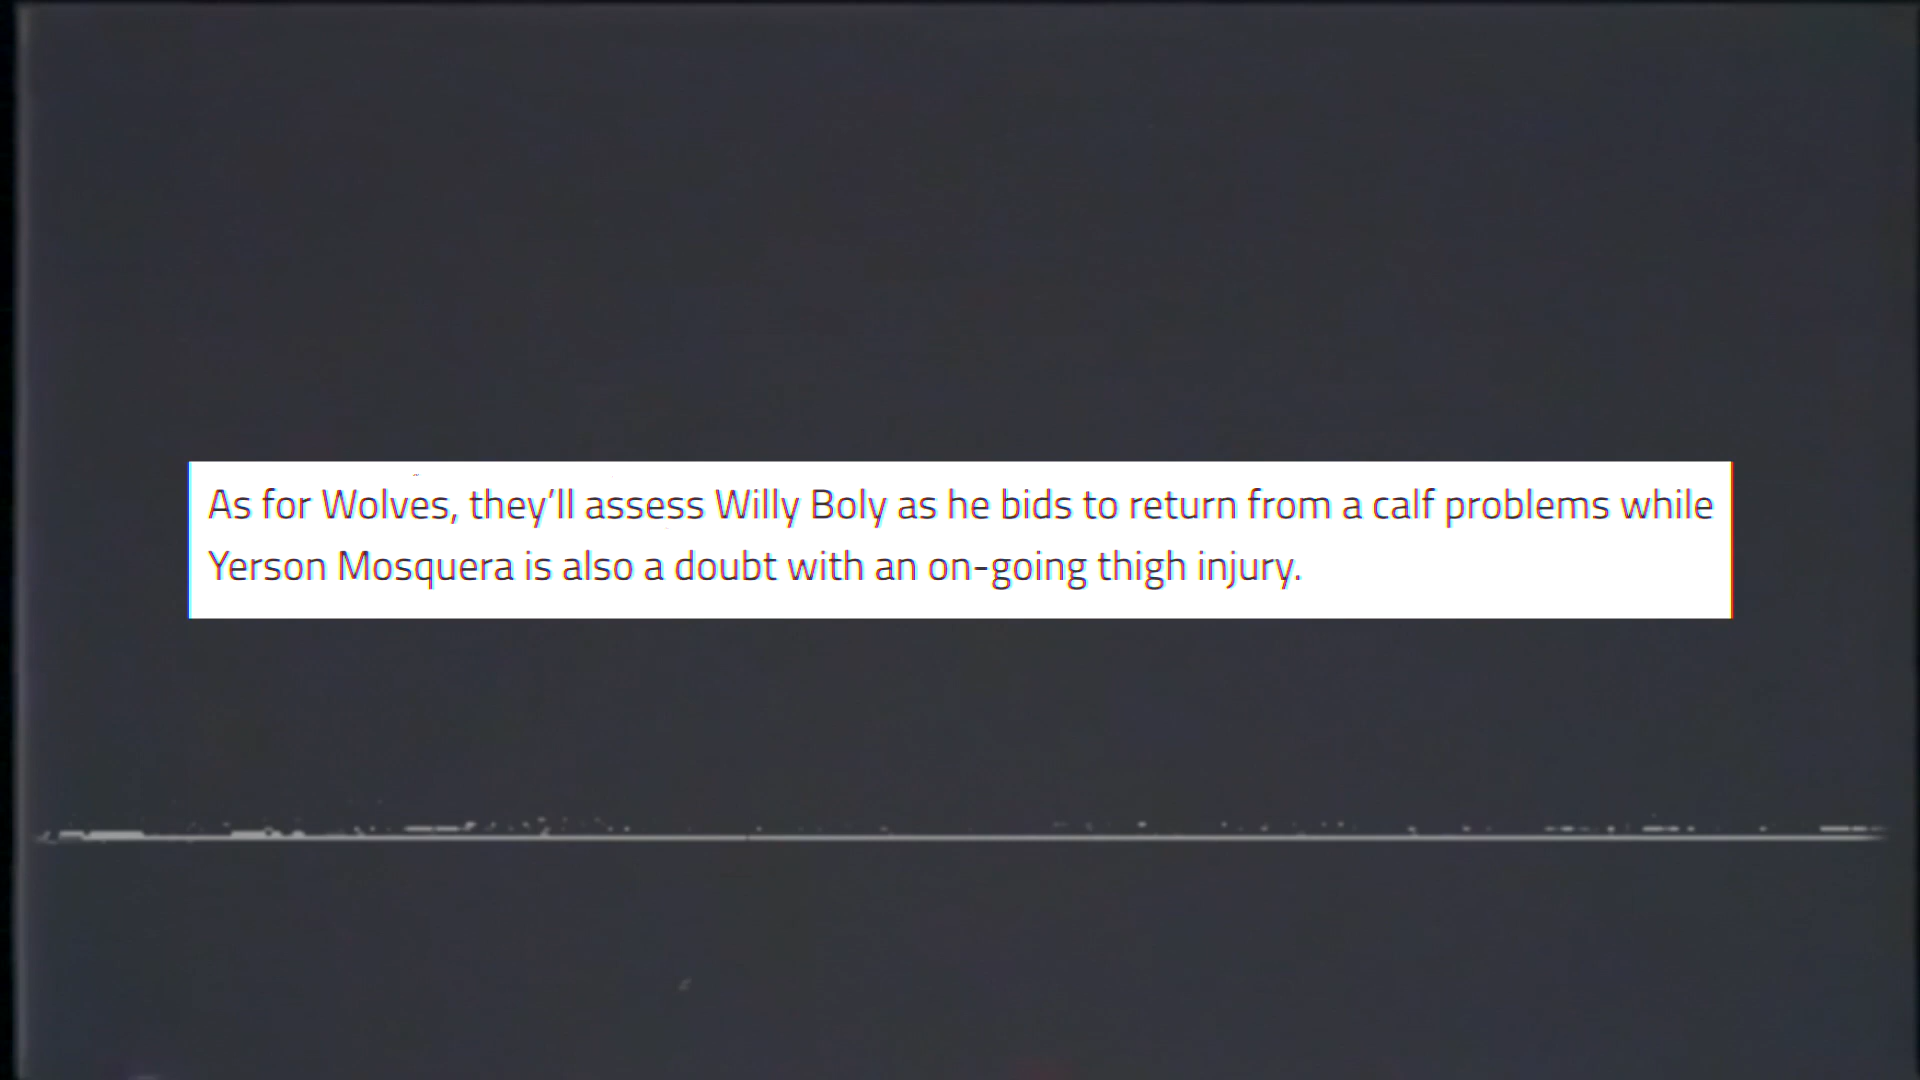 As for Wolves, they’ll assess Willy Boly as he bids to return from a calf problems while
Yerson Mosquera is also a doubt with an on-going thigh injury.